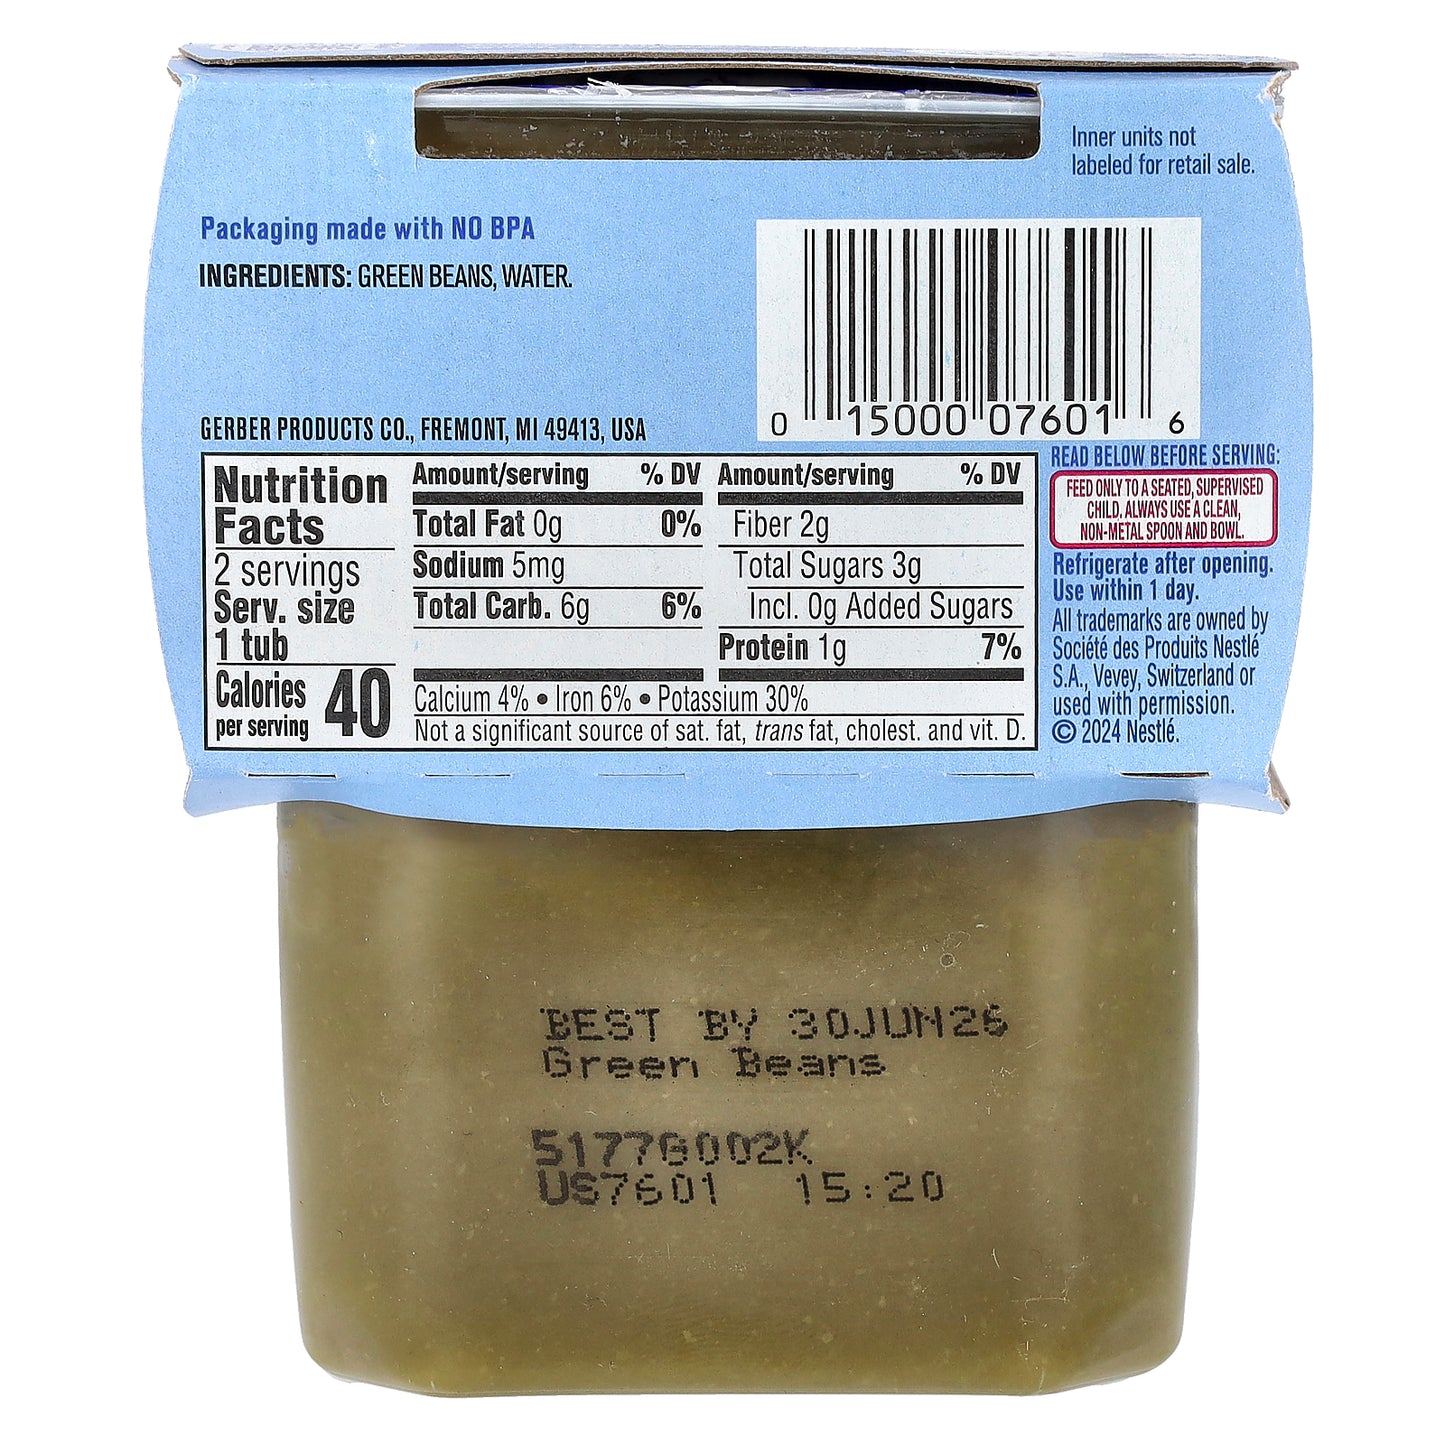 Inner units not
labeled for retail sale.
Packaging made with NO BPA
INGREDIENTS: GREEN BEANS, WATER.
0 15000 07601 6
GERBER PRODUCTS CO., FREMONT, MI 49413, USA
Nutrition
Facts
2 servings
Serv. size
1 tub
Calories
per serving 40
Amount/serving % DV
Total Fat 0g 0%
Sodium 5mg
Total Carb. 6g 6%
Amount/serving % DV
Fiber 2g
Total Sugars 3g
Incl. 0g Added Sugars
Protein 1g 7%
Calcium 4% • Iron 6% • Potassium 30%
Not a significant source of sat. fat, trans fat, cholest. and vit. D.
READ BELOW BEFORE SERVING:
FEED ONLY TO A SEATED, SUPERVISED
CHILD. ALWAYS USE A CLEAN,
NON-METAL SPOON AND BOWL.
Refrigerate after opening.
Use within 1 day.
All trademarks are owned by
Société des Produits Nestlé
S.A., Vevey, Switzerland or
used with permission.
© 2024 Nestlé.
BEST BY 30JUN26
Green Beans
51776002K
US7601 15:20